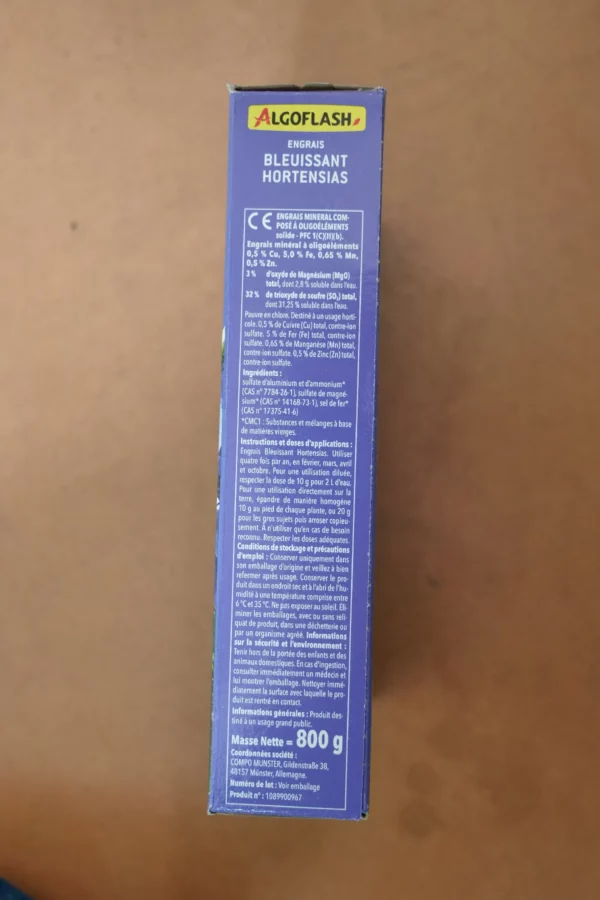 ALGOFLASH
ENGRAIS
BLEUISSANT
HORTENSIAS
CE ENGRAIS MINERAL COM-
POSÉ À OLIGOÉLÉMENTS
solide - PFC 1(C)(II)(b).
Engrais minéral à oligoéléments
0,5 % Cu, 5,0 % Fe, 0,65 % Mn,
0,5 % Zn.
3 % d'oxyde de Magnésium (MgO)
total, dont 2,8 % soluble dans l'eau.
32 % de trioxyde de soufre (SO₃) total,
dont 31,25 % soluble dans l'eau.
Pauvre en chlore. Destiné à un usage horti-
cole. 0,5 % de Cuivre (Cu) total, contre-ion
sulfate. 5 % de Fer (Fe) total, contre-ion
sulfate. 0,65 % de Manganèse (Mn) total,
contre-ion sulfate. 0,5 % de Zinc (Zn) total,
contre-ion sulfate.
Ingrédients :
sulfate d'aluminium et d'ammonium*
(CAS n° 7784-26-1), sulfate de magné-
sium* (CAS n° 14168-73-1), sel de fer*
(CAS n° 17375-41-6)
*CMC1 : Substances et mélanges à base
de matières vierges.
Instructions et doses d'applications :
Engrais Bleuissant Hortensias. Utiliser
quatre fois par an, en février, mars, avril
et octobre. Pour une utilisation diluée,
respecter la dose de 10 g pour 2 L d'eau.
Pour une utilisation directement sur la
terre, épandre de manière homogène
10 g au pied de chaque plante, ou 20 g
pour les gros sujets puis arroser copieu-
sement. A n'utiliser qu'en cas de besoin
reconnu. Respecter les doses adéquates.
Conditions de stockage et précautions
d'emploi : Conserver uniquement dans
son emballage d'origine et veillez à bien
refermer après usage. Conserver le pro-
duit dans un endroit sec et à l'abri de l'hu-
midité à une température comprise entre
6 °C et 35 °C. Ne pas exposer au soleil. Éli-
miner les emballages, avec ou sans reli-
quat de produit, dans une déchetterie ou
par un organisme agréé. Informations
sur la sécurité et l'environnement :
Tenir hors de la portée des enfants et des
animaux domestiques. En cas d'ingestion,
consulter immédiatement un médecin et
lui montrer l'emballage. Nettoyer immé-
diatement la surface avec laquelle le pro-
duit est rentré en contact.
Informations générales : Produit des-
tiné à un usage grand public.
Masse Nette = 800 g
Coordonnées société :
COMPO MUNSTER, Gildenstraße 38,
48157 Münster, Allemagne.
Numéro de lot : Voir emballage
Produit n° : 1089900967